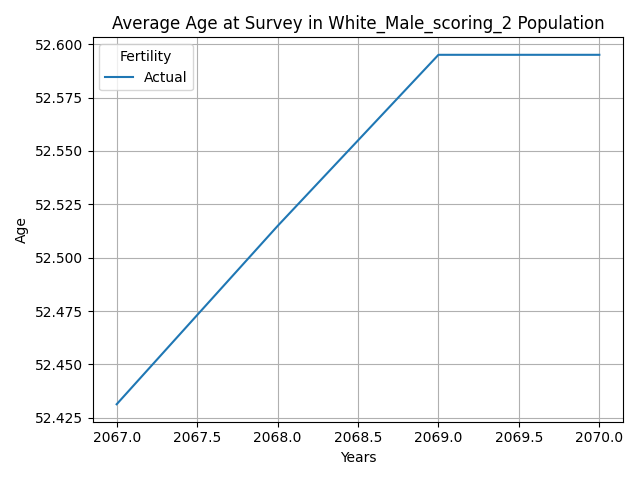 Average Age at Survey in White_Male_scoring_2 Population
Fertility
Actual
52.600
52.575
52.550
52.525
52.500
52.475
52.450
52.425
Age
2067.0 2067.5 2068.0 2068.5 2069.0 2069.5 2070.0
Years